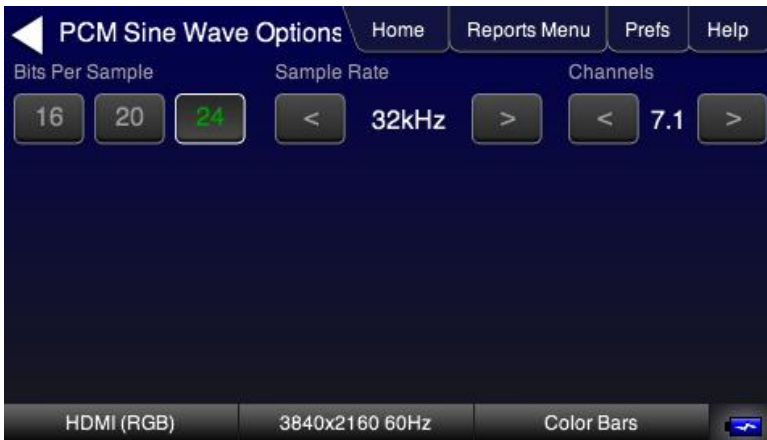 PCM Sine Wave Options Home Reports Menu Prefs Help
Bits Per Sample Sample Rate Channels
16 20 24 < 32kHz > < 7.1 >
HDMI (RGB) 3840x2160 60Hz Color Bars